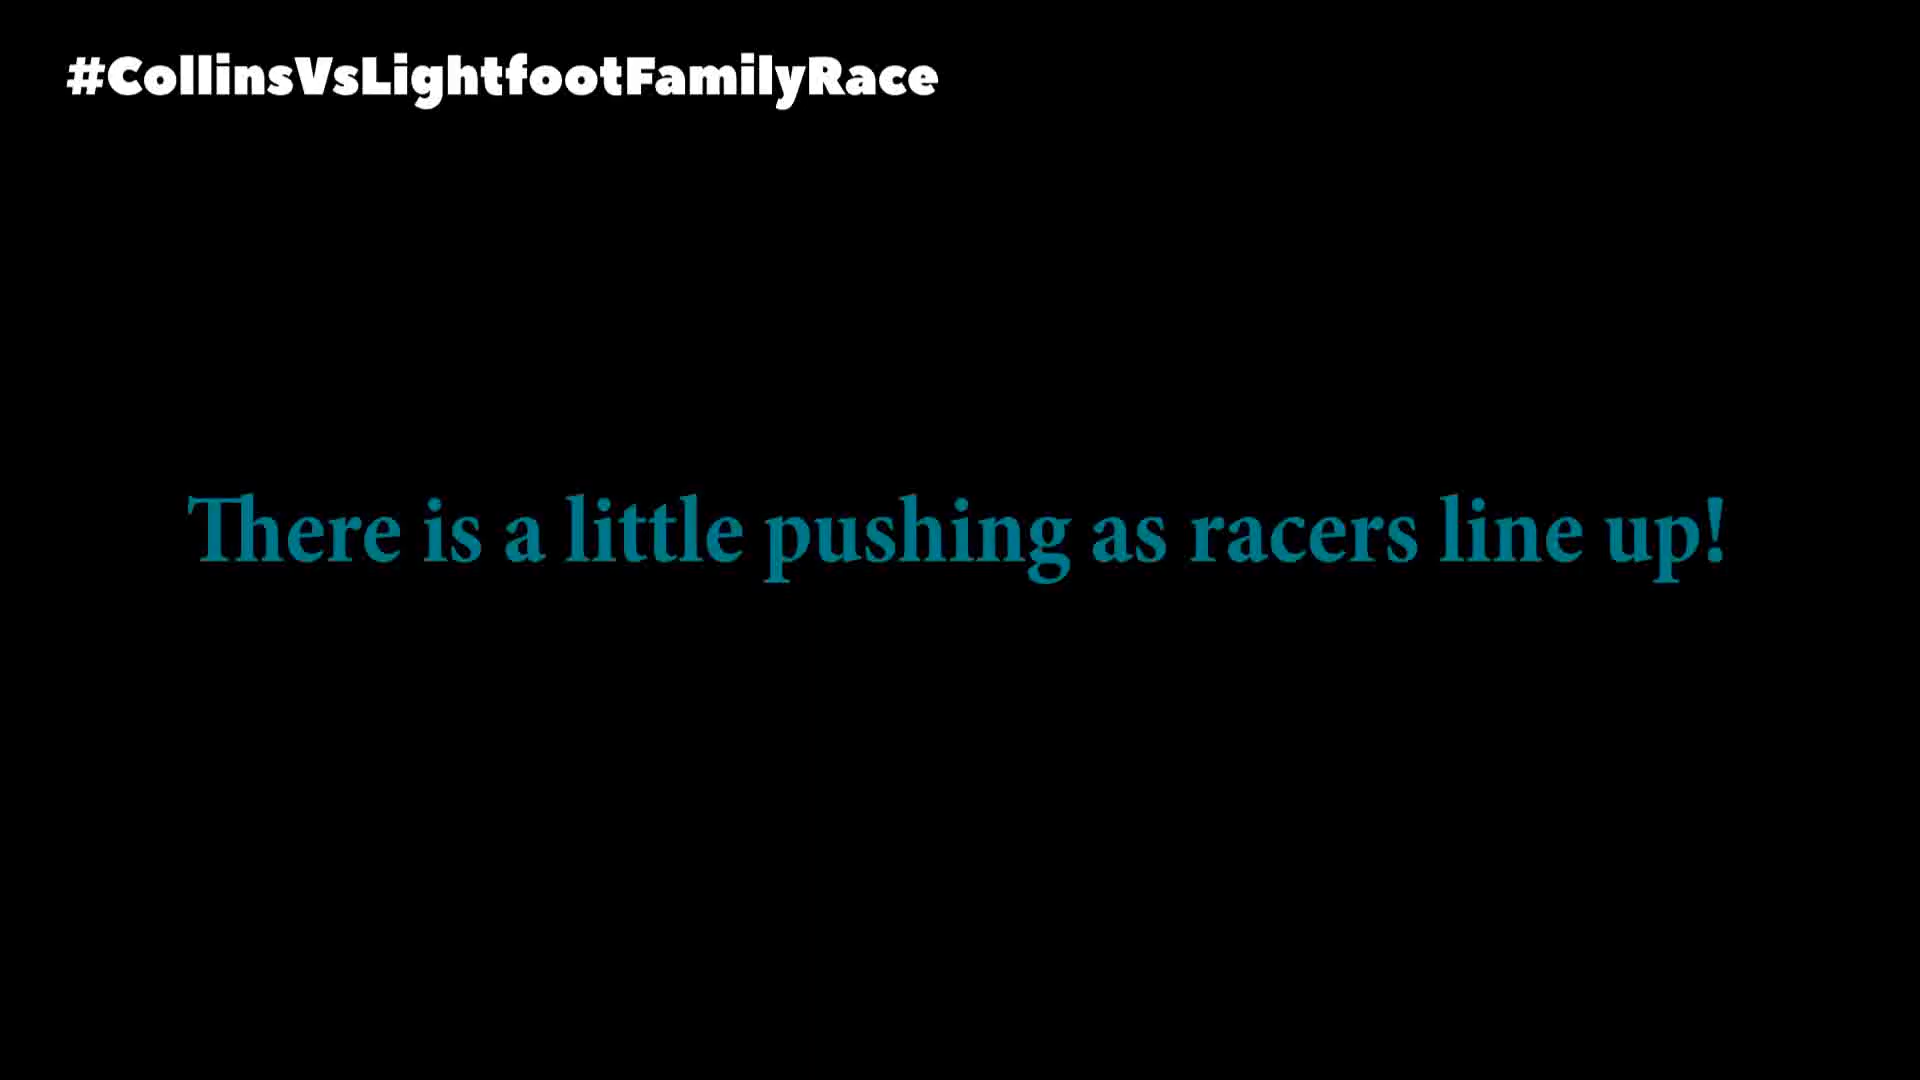 #CollinsVsLightfootFamilyRace
There is a little pushing as racers line up!